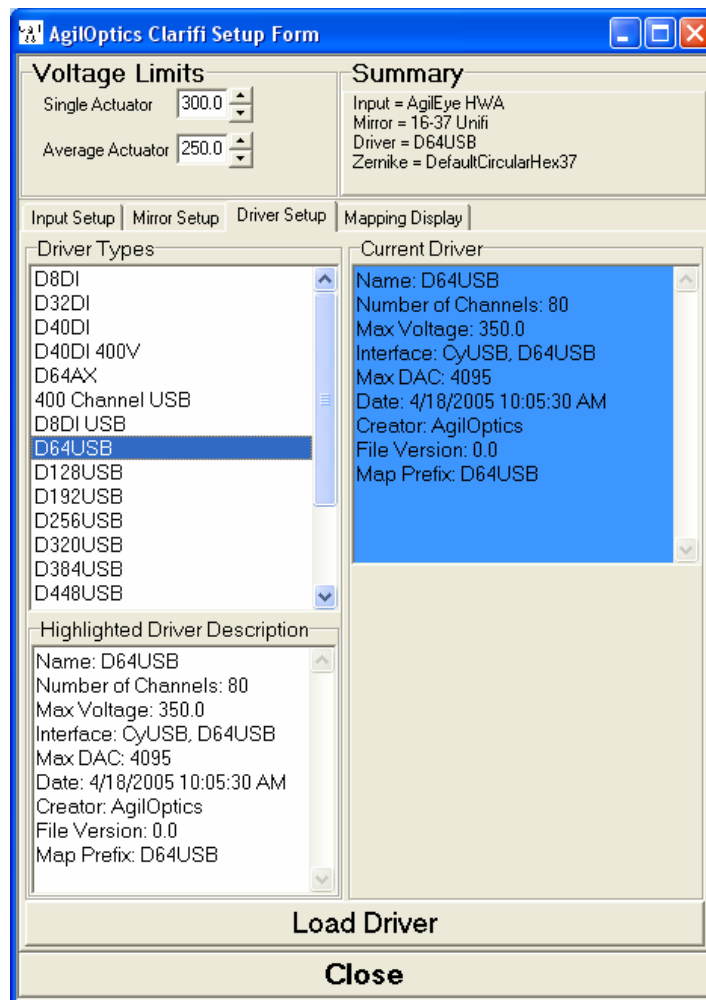 AgilOptics Clarifi Setup Form
Voltage Limits
Single Actuator 300.0
Average Actuator 250.0
Summary
Input = AgilEye HWA
Mirror = 16-37 Unifi
Driver = D64USB
Zernike = DefaultCircularHex37
Input Setup Mirror Setup Driver Setup Mapping Display
Driver Types
D8DI
D32DI
D40DI
D40DI 400V
D64AX
400 Channel USB
D8DI USB
D64USB
D128USB
D192USB
D256USB
D320USB
D384USB
D448USB
Current Driver
Name: D64USB
Number of Channels: 80
Max Voltage: 350.0
Interface: CyUSB, D64USB
Max DAC: 4095
Date: 4/18/2005 10:05:30 AM
Creator: AgilOptics
File Version: 0.0
Map Prefix: D64USB
Highlighted Driver Description
Name: D64USB
Number of Channels: 80
Max Voltage: 350.0
Interface: CyUSB, D64USB
Max DAC: 4095
Date: 4/18/2005 10:05:30 AM
Creator: AgilOptics
File Version: 0.0
Map Prefix: D64USB
Load Driver
Close